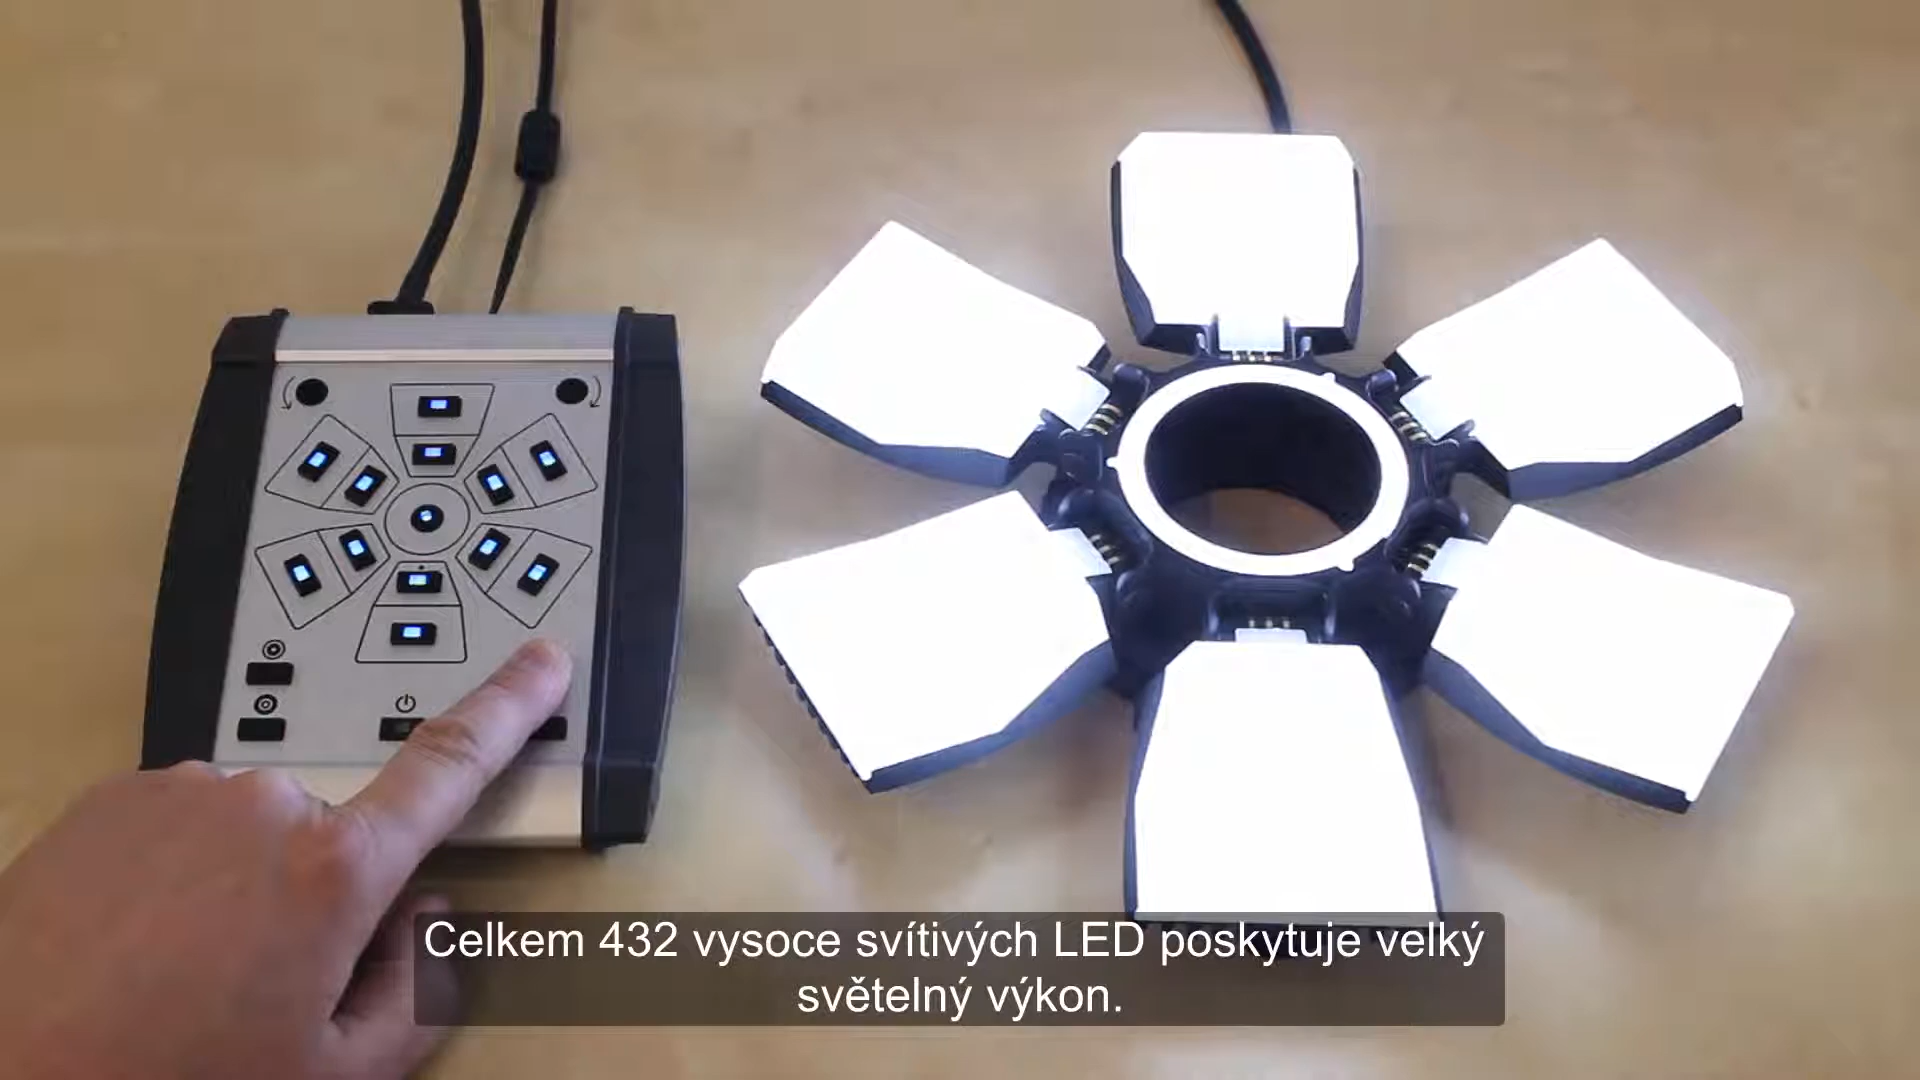 Celkem 432 vysoce svítivých LED poskytuje velký
světelný výkon.